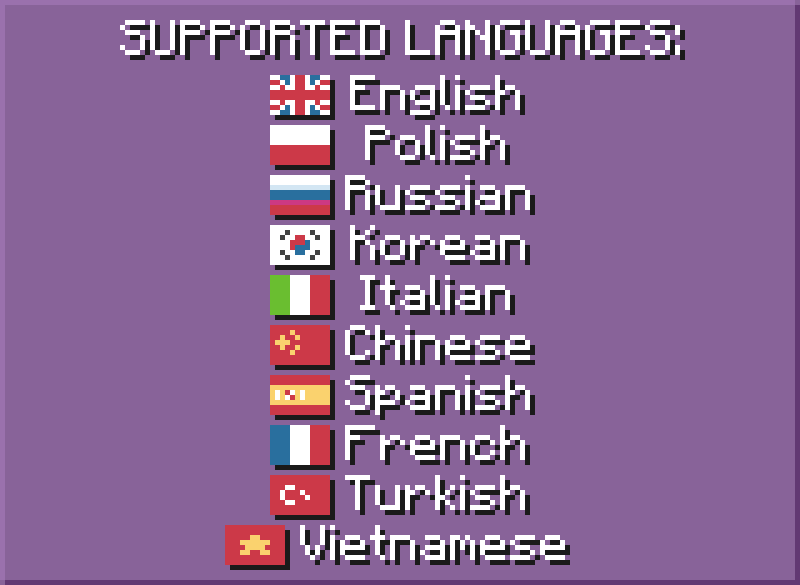 SUPPORTED LANGUAGES:
English
Polish
Russian
Korean
Italian
Chinese
Spanish
French
Turkish
Vietnamese